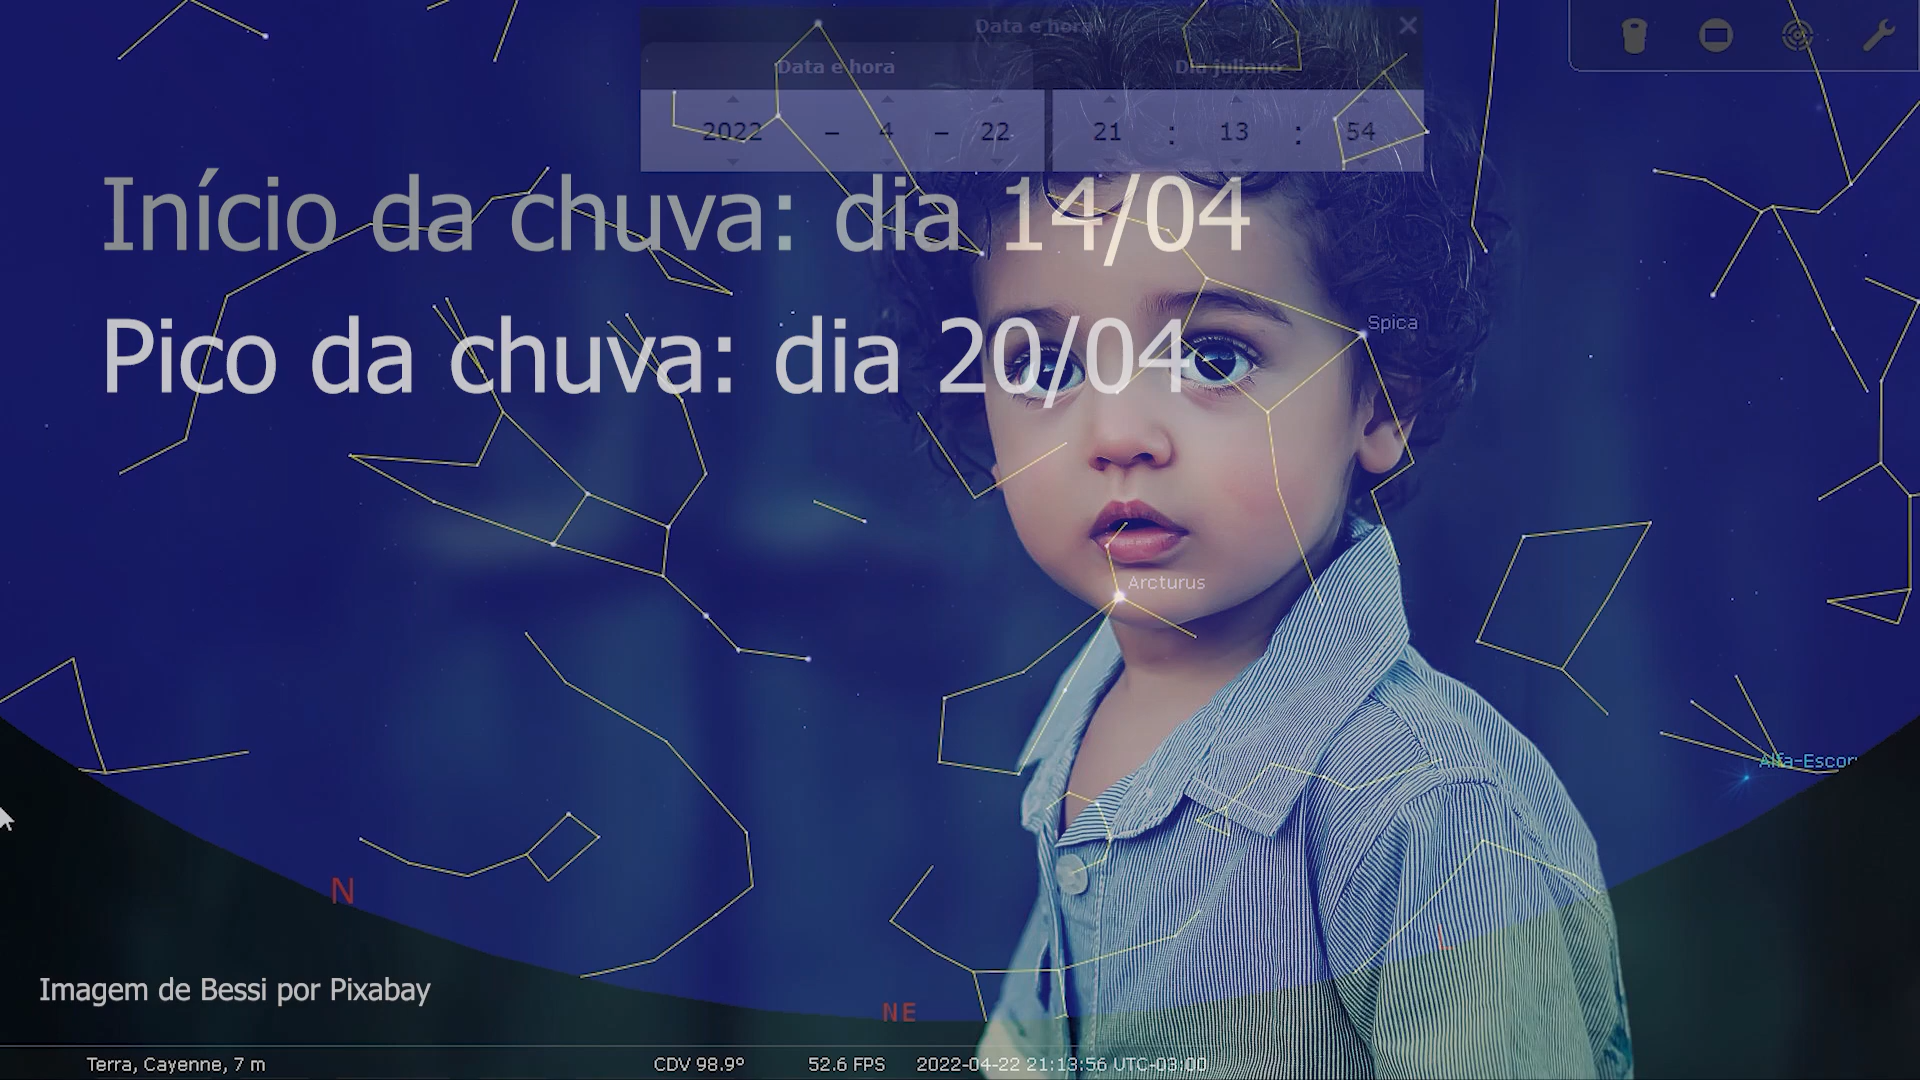 Data e hora
Data e hora
Dia juliano
2022 – 4 – 22 21 : 13 : 54
Início da chuva: dia 14/04
Pico da chuva: dia 20/04
Spica
Arcturus
N
L
Imagem de Bessi por Pixabay
NE
Terra, Cayenne, 7 m CDV 98.9° 52.6 FPS 2022-04-22 21:13:56 UTC-03:00